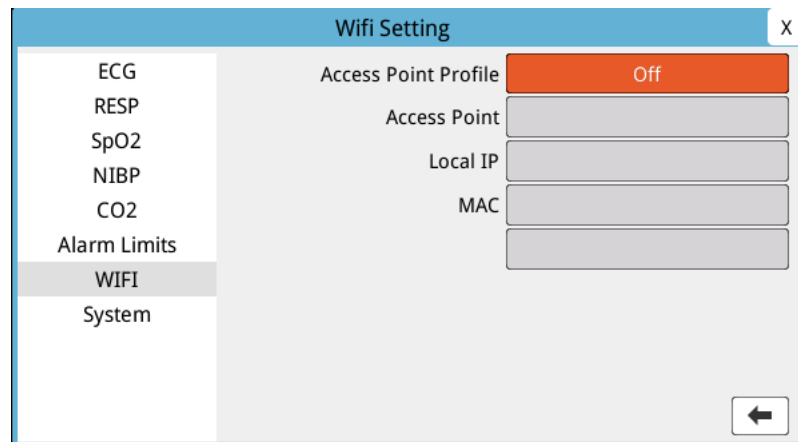 Wifi Setting
X
ECG
RESP
SpO2
NIBP
CO2
Alarm Limits
WIFI
System
Access Point Profile Off
Access Point
Local IP
MAC